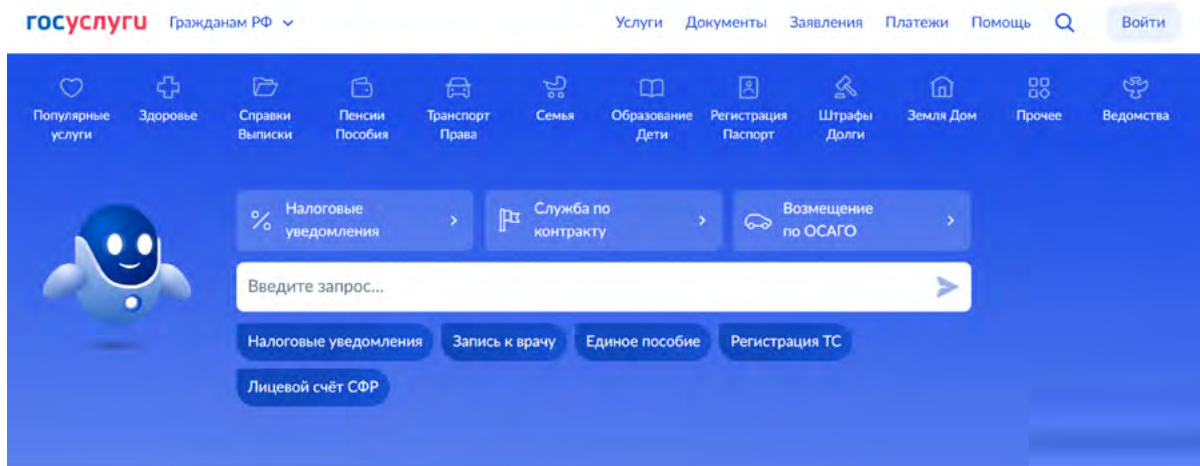 госуслуги Гражданам РФ Услуги Документы Заявления Платежи Помощь Войти
Популярные услуги
Здоровье
Справки Выписки
Пенсии Пособия
Транспорт Права
Семья
Образование Дети
Регистрация Паспорт
Штрафы Долги
Земля Дом
Прочее
Ведомства
Налоговые
уведомления
Служба по
контракту
Возмещение
по ОСАГО
Введите запрос...
Налоговые уведомления Запись к врачу Единое пособие Регистрация ТС
Лицевой счёт СФР